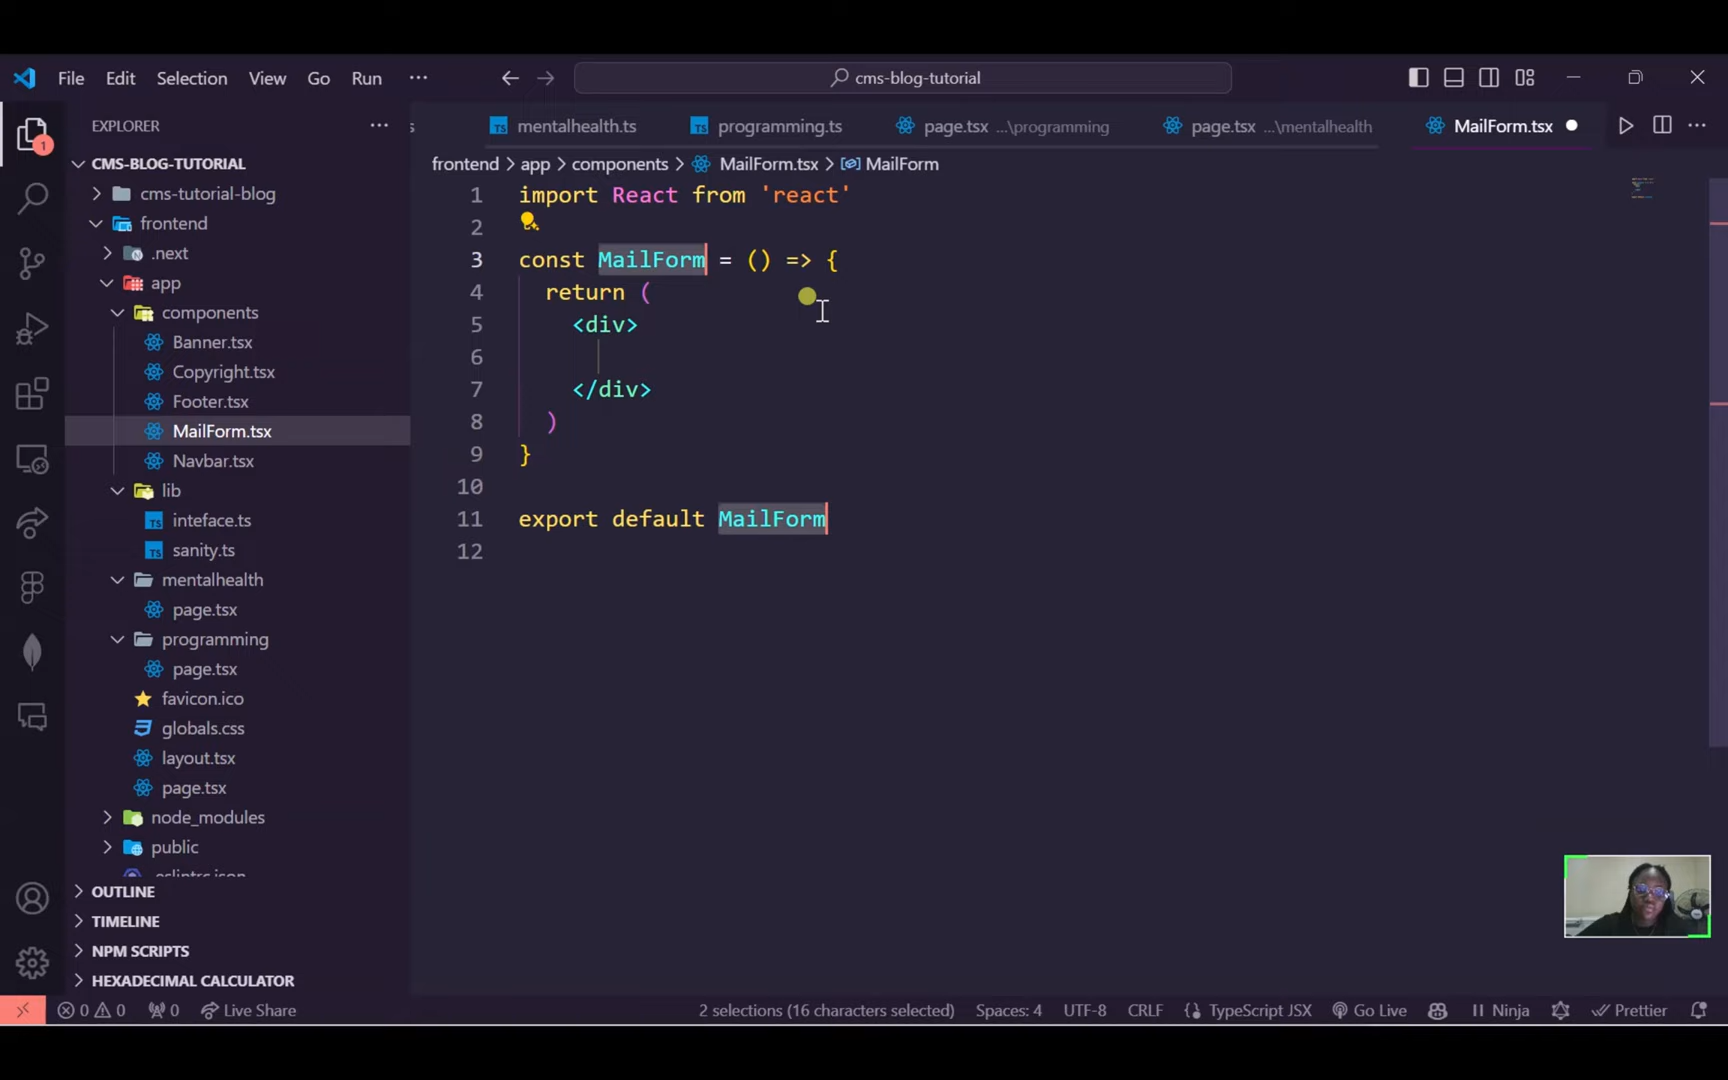 File Edit Selection View Go Run ··· cms-blog-tutorial
EXPLORER ···
s mentalhealth.ts programming.ts page.tsx ...\programming page.tsx ...\mentalhealth MailForm.tsx ···
CMS-BLOG-TUTORIAL
frontend > app > components > MailForm.tsx > MailForm
cms-tutorial-blog
frontend
.next
app
components
Banner.tsx
Copyright.tsx
Footer.tsx
MailForm.tsx
Navbar.tsx
lib
inteface.ts
sanity.ts
mentalhealth
page.tsx
programming
page.tsx
favicon.ico
globals.css
layout.tsx
page.tsx
node_modules
public
.eslintrc.json
OUTLINE
TIMELINE
NPM SCRIPTS
HEXADECIMAL CALCULATOR
1 import React from 'react'
2
3 const MailForm = () => {
4 return (
5 <div>
6
7 </div>
8 )
9 }
10
11 export default MailForm
12
1
0 0 0 Live Share 2 selections (16 characters selected) Spaces: 4 UTF-8 CRLF TypeScript JSX Go Live Ninja Prettier